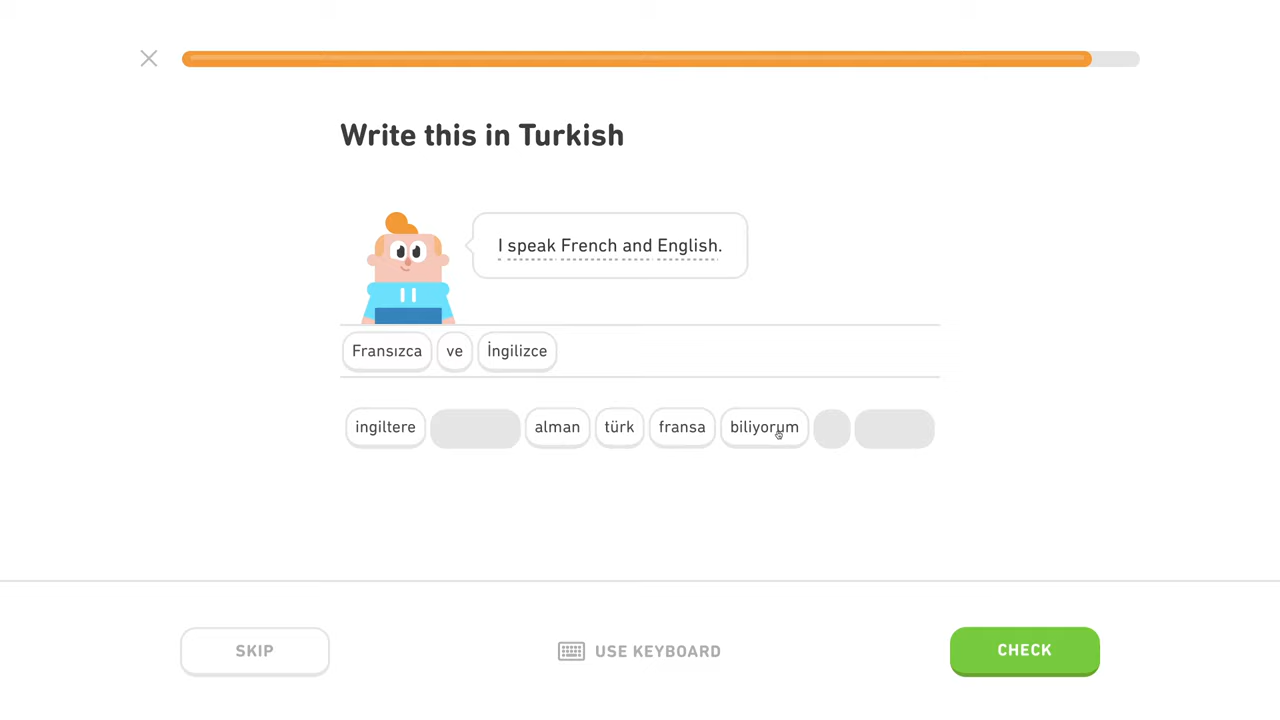 Write this in Turkish
I speak French and English.
Fransızca ve İngilizce
ingiltere alman türk fransa biliyorum
SKIP USE KEYBOARD CHECK